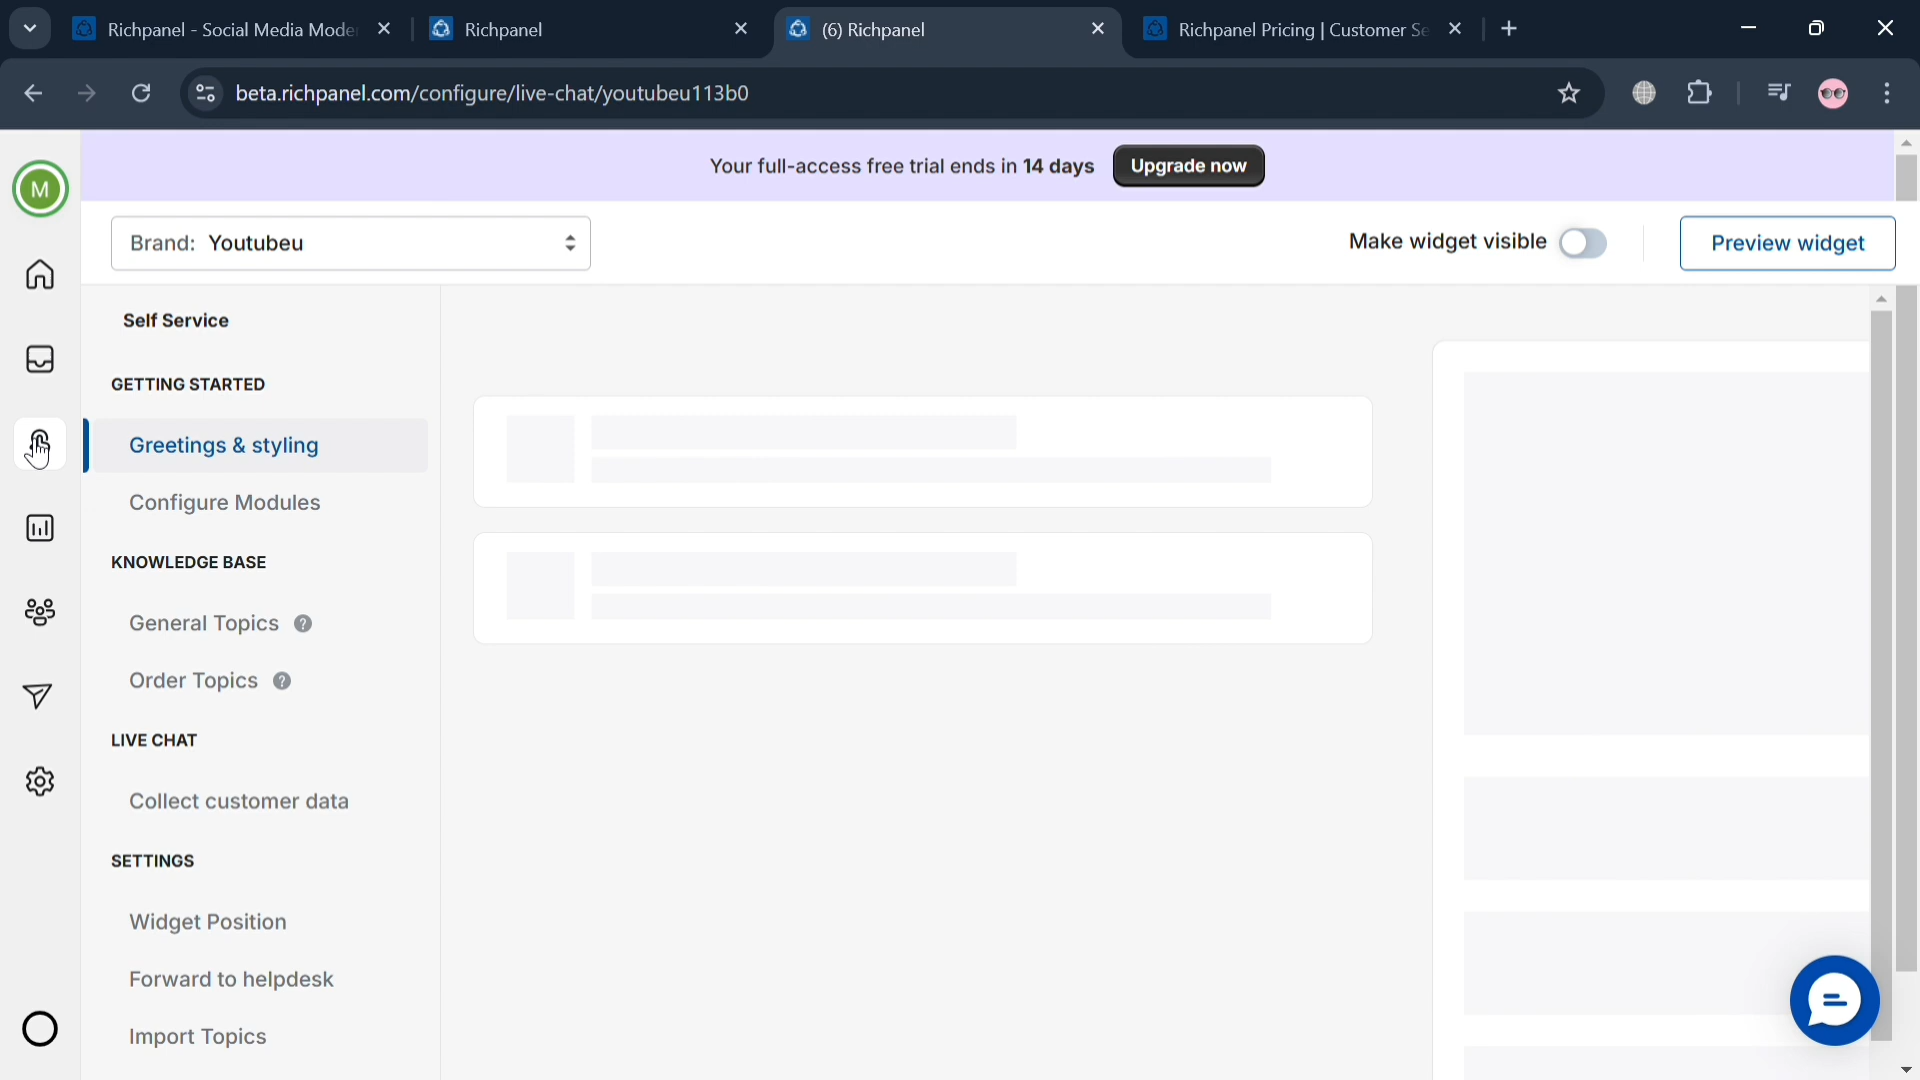 Richpanel - Social Media Mode
Richpanel
(6) Richpanel
Richpanel Pricing | Customer Se
beta.richpanel.com/configure/live-chat/youtubeu113b0
Your full-access free trial ends in 14 days
Upgrade now
M
Brand: Youtubeu
Make widget visible
Preview widget
Self Service
GETTING STARTED
Greetings & styling
Configure Modules
KNOWLEDGE BASE
General Topics ?
Order Topics ?
LIVE CHAT
Collect customer data
SETTINGS
Widget Position
Forward to helpdesk
Import Topics